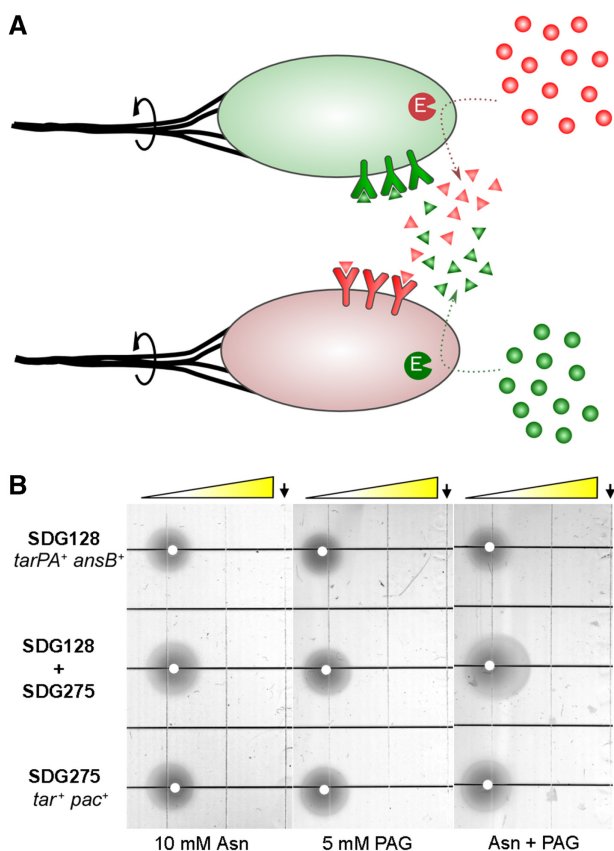 A
E
E
B
SDG128
tarPA⁺ ansB⁺
SDG128
+
SDG275
SDG275
tar⁺ pac⁺
10 mM Asn
5 mM PAG
Asn + PAG